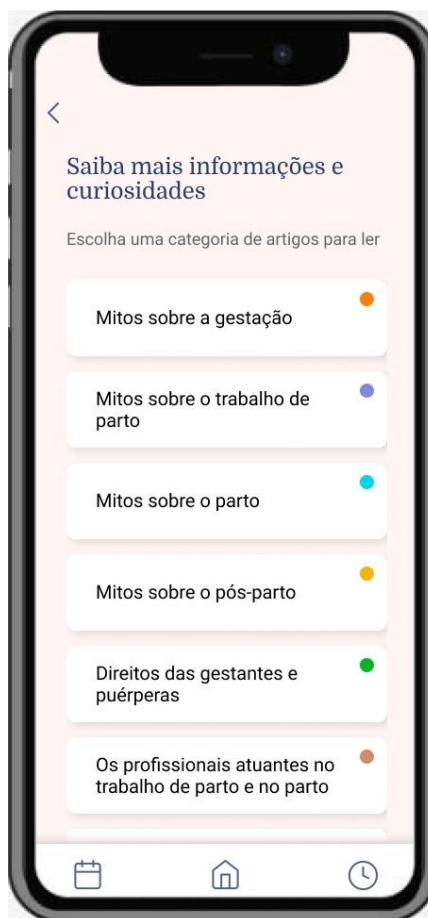 Saiba mais informações e
curiosidades
Escolha uma categoria de artigos para ler
Mitos sobre a gestação
Mitos sobre o trabalho de
parto
Mitos sobre o parto
Mitos sobre o pós-parto
Direitos das gestantes e
puérperas
Os profissionais atuantes no
trabalho de parto e no parto